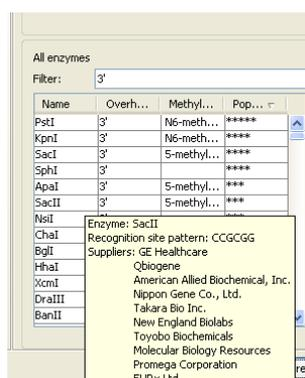 All enzymes
Filter: 3'
Name Overh... Methyl... Pop...
PstI 3' N6-meth... *****
KpnI 3' N6-meth... *****
SacI 3' 5-methyl... ****
SphI 3' ****
ApaI 3' 5-methyl... ***
SacII 3' 5-methyl... ***
NsiI
ChaI
BglI
HhaI
XcmI
DraIII
BanII
Enzyme: SacII
Recognition site pattern: CCGCGG
Suppliers: GE Healthcare
Qbiogene
American Allied Biochemical, Inc.
Nippon Gene Co., Ltd.
Takara Bio Inc.
New England Biolabs
Toyobo Biochemicals
Molecular Biology Resources
Promega Corporation